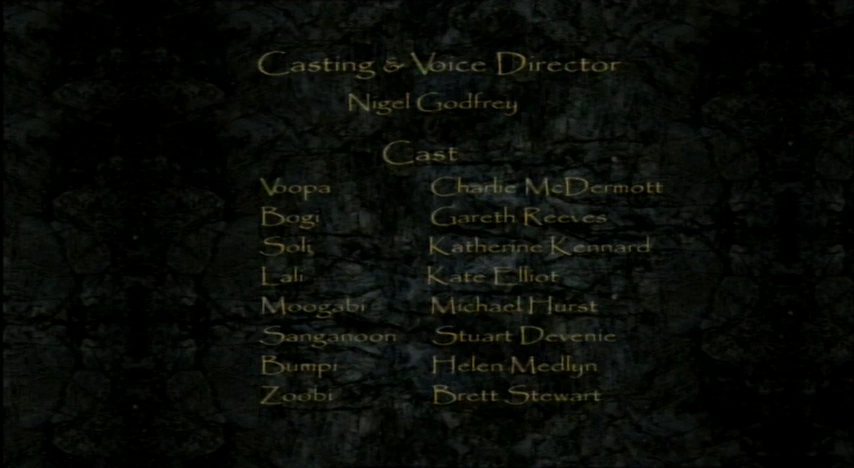 Casting & Voice Director
Nigel Godfrey
Cast
Voopa Charlie McDermott
Bogi Gareth Reeves
Soli Katherine Kennard
Lali Kate Elliot
Moogabi Michael Hurst
Sanganoon Stuart Devenie
Bumpi Helen Medlyn
Zoobi Brett Stewart